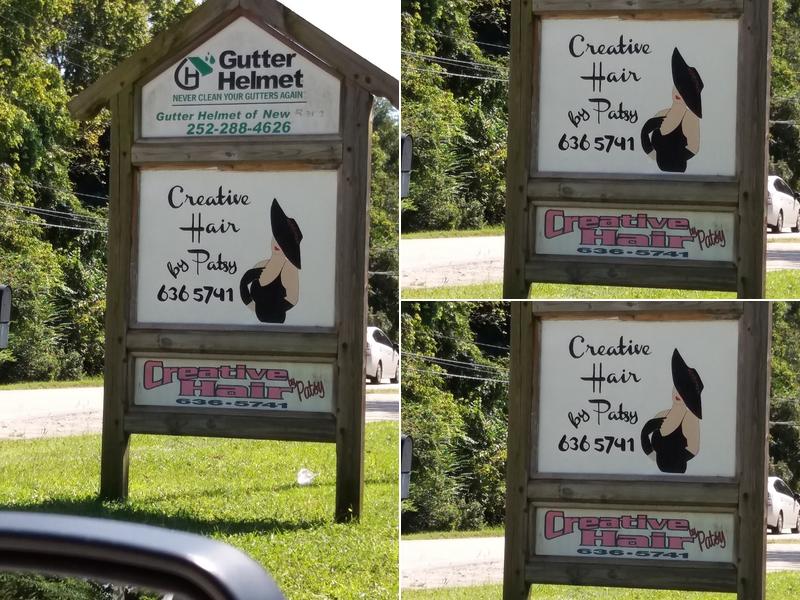 Gutter
Helmet
NEVER CLEAN YOUR GUTTERS AGAIN
Gutter Helmet of New
252-288-4626
Creative
Hair
by Patsy
636 5741
Creative
Hair by Patsy
636-5741
Creative
Hair
by Patsy
636 5741
Creative
Hair by Patsy
636-5741
Creative
Hair
by Patsy
636 5741
Creative
Hair by Patsy
636-5741